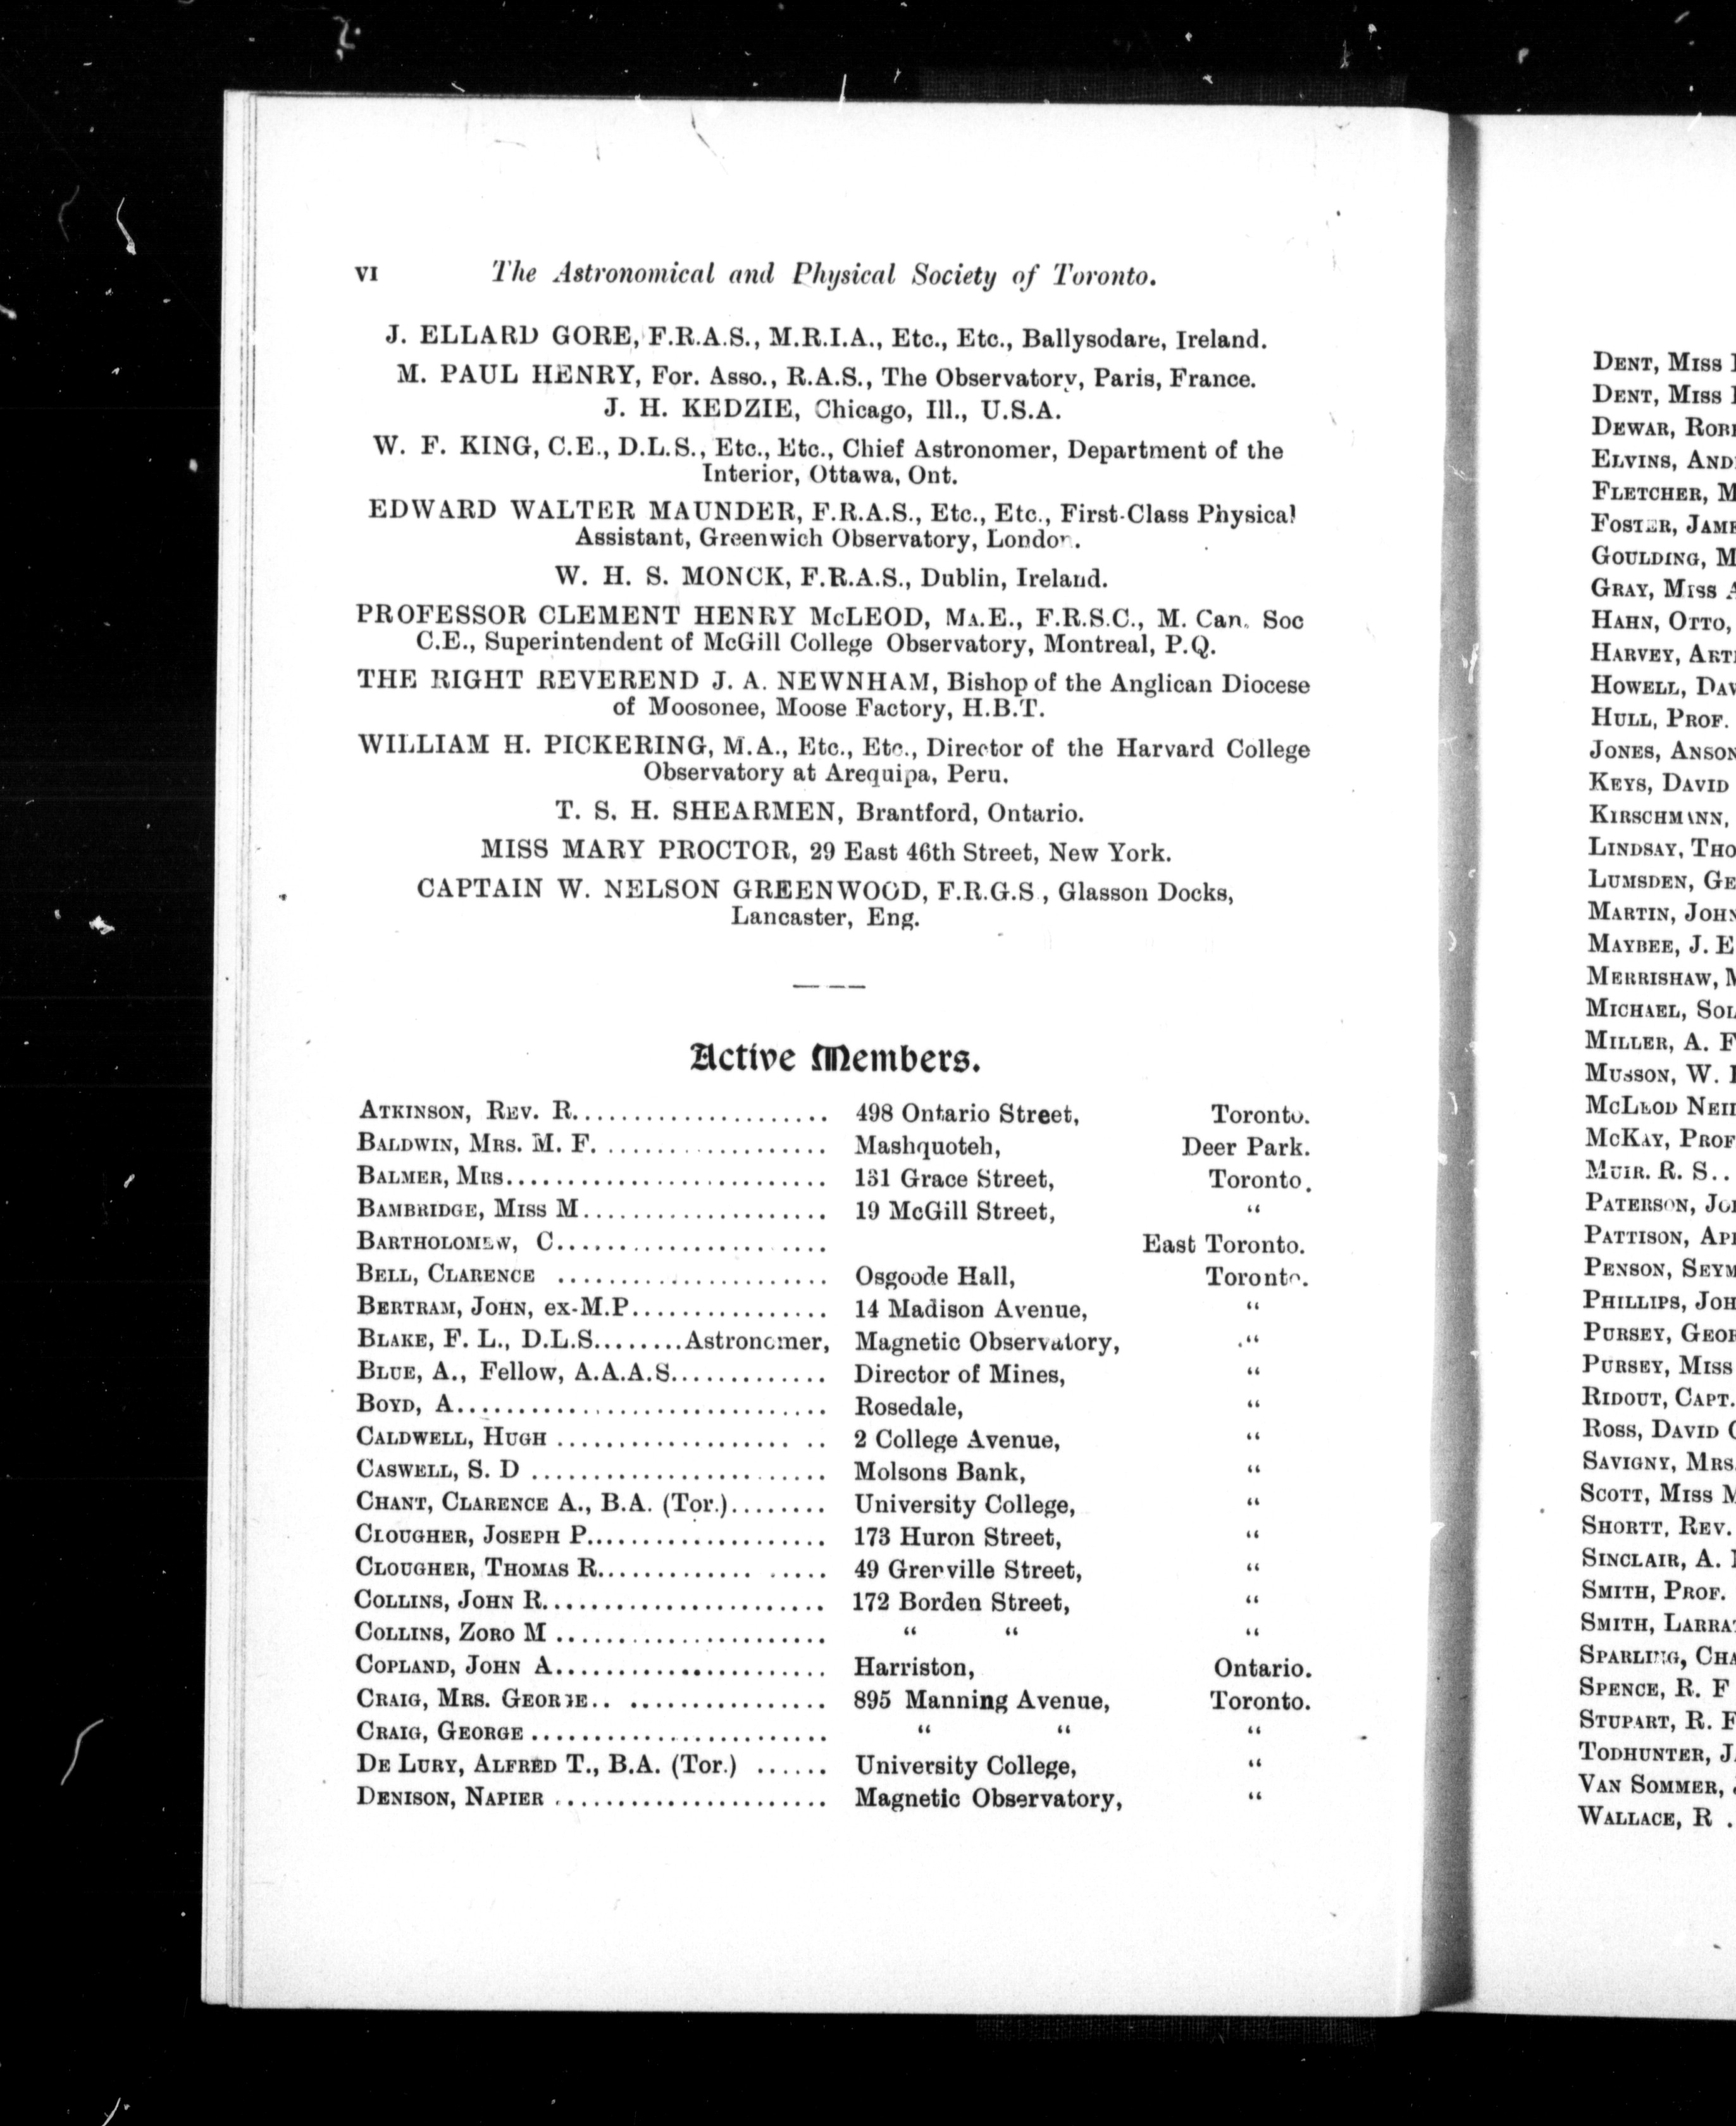 VI The Astronomical and Physical Society of Toronto.
J. ELLARD GORE, F.R.A.S., M.R.I.A., Etc., Etc., Ballysodare, Ireland.
M. PAUL HENRY, For. Asso., R.A.S., The Observatory, Paris, France.
J. H. KEDZIE, Chicago, Ill., U.S.A.
W. F. KING, C.E., D.L.S., Etc., Etc., Chief Astronomer, Department of the
Interior, Ottawa, Ont.
EDWARD WALTER MAUNDER, F.R.A.S., Etc., Etc., First-Class Physical
Assistant, Greenwich Observatory, London.
W. H. S. MONCK, F.R.A.S., Dublin, Ireland.
PROFESSOR CLEMENT HENRY McLEOD, MA.E., F.R.S.C., M. Can. Soc
C.E., Superintendent of McGill College Observatory, Montreal, P.Q.
THE RIGHT REVEREND J. A. NEWNHAM, Bishop of the Anglican Diocese
of Moosonee, Moose Factory, H.B.T.
WILLIAM H. PICKERING, M.A., Etc., Etc., Director of the Harvard College
Observatory at Arequipa, Peru.
T. S. H. SHEARMEN, Brantford, Ontario.
MISS MARY PROCTOR, 29 East 46th Street, New York.
CAPTAIN W. NELSON GREENWOOD, F.R.G.S., Glasson Docks,
Lancaster, Eng.
Active Members.
ATKINSON, REV. R..................... 498 Ontario Street, Toronto.
BALDWIN, MRS. M. F. .................. Mashquoteh, Deer Park.
BALMER, MRS.......................... 131 Grace Street, Toronto.
BAMBRIDGE, MISS M.................... 19 McGill Street, “
BARTHOLOMEW, C...................... East Toronto.
BELL, CLARENCE ...................... Osgoode Hall, Toronto.
BERTRAM, JOHN, ex-M.P................ 14 Madison Avenue, “
BLAKE, F. L., D.L.S........Astronomer, Magnetic Observatory, “
BLUE, A., Fellow, A.A.A.S............. Director of Mines, “
BOYD, A.............................. Rosedale, “
CALDWELL, HUGH ...................... 2 College Avenue, “
CASWELL, S. D ........................ Molsons Bank, “
CHANT, CLARENCE A., B.A. (Tor.)........ University College, “
CLOUGHER, JOSEPH P.................... 173 Huron Street, “
CLOUGHER, THOMAS R................... 49 Grenville Street, “
COLLINS, JOHN R....................... 172 Borden Street, “
COLLINS, ZORO M ...................... “ “ “
COPLAND, JOHN A....................... Harriston, Ontario.
CRAIG, MRS. GEORGE.. ................ 895 Manning Avenue, Toronto.
CRAIG, GEORGE ........................ “ “ “
DE LURY, ALFRED T., B.A. (Tor.) ...... University College, “
DENISON, NAPIER ...................... Magnetic Observatory, “
DENT, MISS
DENT, MISS
DEWAR,
ELVINS,
FLETCHER,
FOSTER,
GOULDING,
GRAY, MISS
HAHN, OTTO,
HARVEY,
HOWELL,
HULL, PROF.
JONES, ANSON
KEYS, DAVID
KIRSCHMANN,
LINDSAY,
LUMSDEN,
MARTIN,
MAYBEE, J.
MERRISHAW,
MICHAEL,
MILLER, A.
MUSSON, W.
MCLEOD
MCKAY,
MUIR. R. S..
PATERSON,
PATTISON,
PENSON,
PHILLIPS,
PURSEY,
PURSEY, MISS
RIDOUT, CAPT.
ROSS, DAVID
SAVIGNY, MRS.
SCOTT, MISS
SHORTT, REV.
SINCLAIR, A.
SMITH, PROF.
SMITH,
SPARLING,
SPENCE, R. F
STUPART, R.
TODHUNTER,
VAN SOMMER,
WALLACE, R .